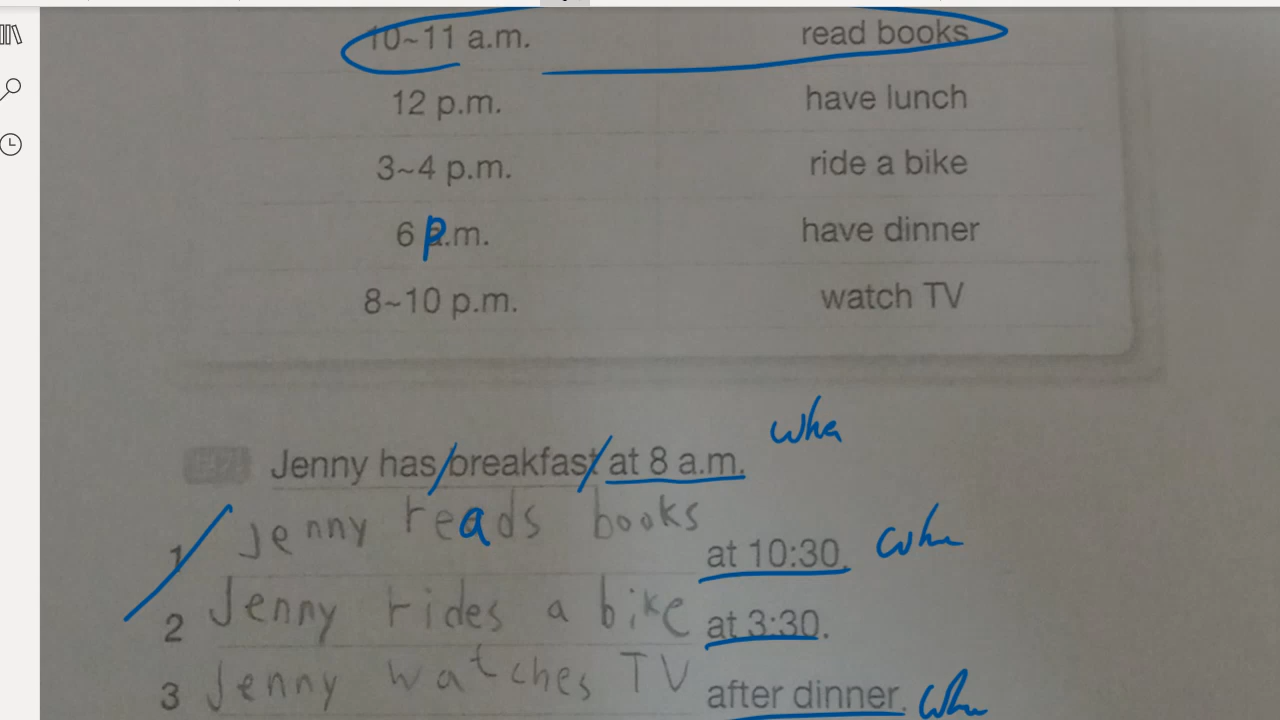 10~11 a.m. read books
12 p.m. have lunch
3~4 p.m. ride a bike
6 p.m. have dinner
8~10 p.m. watch TV
wha
Jenny has/breakfast/at 8 a.m.
1 Jenny reads books at 10:30.
2 Jenny rides a bike at 3:30.
3 Jenny watches TV after dinner.